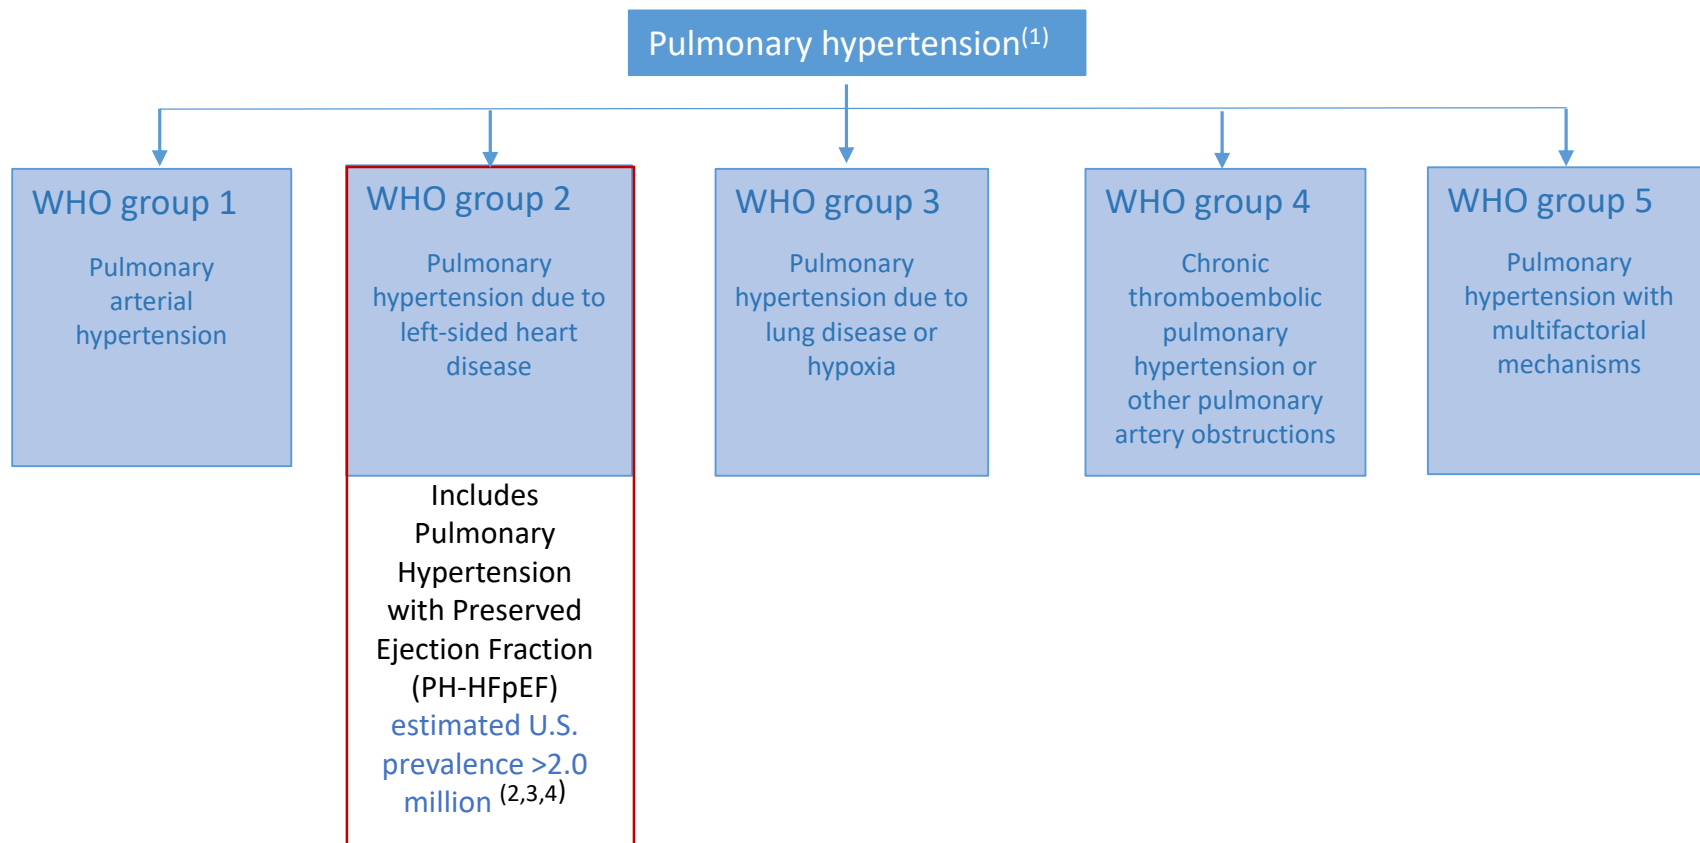 Pulmonary hypertension(1)
WHO group 1
Pulmonary
arterial
hypertension
WHO group 2
Pulmonary
hypertension due to
left-sided heart
disease
Includes
Pulmonary
Hypertension
with Preserved
Ejection Fraction
(PH-HFpEF)
estimated U.S.
prevalence >2.0
million (2,3,4)
WHO group 3
Pulmonary
hypertension due to
lung disease or
hypoxia
WHO group 4
Chronic
thromboembolic
pulmonary
hypertension or
other pulmonary
artery obstructions
WHO group 5
Pulmonary
hypertension with
multifactorial
mechanisms